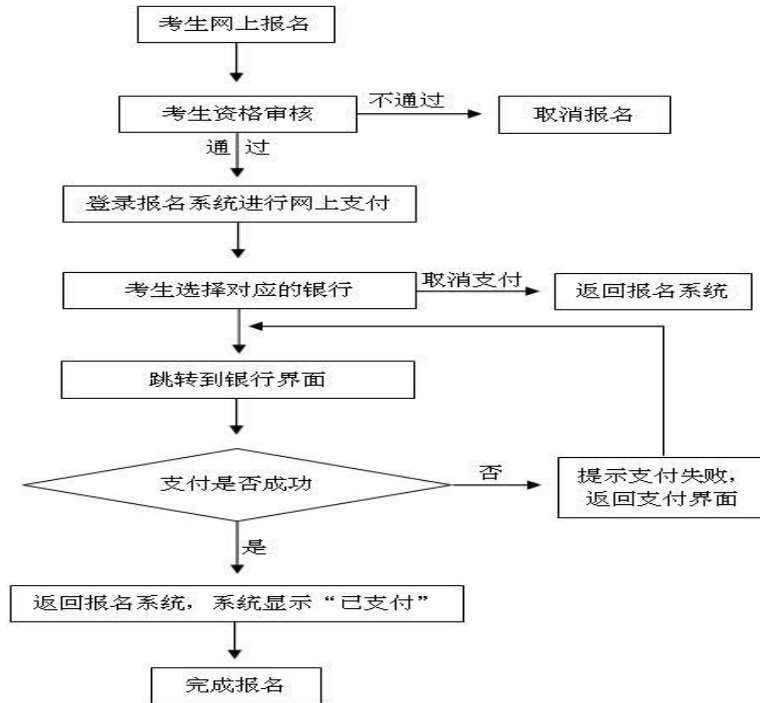 考生网上报名
考生资格审核
不通过
取消报名
通过
登录报名系统进行网上支付
考生选择对应的银行
取消支付
返回报名系统
跳转到银行界面
支付是否成功
否
提示支付失败，
返回支付界面
是
返回报名系统，系统显示“已支付”
完成报名